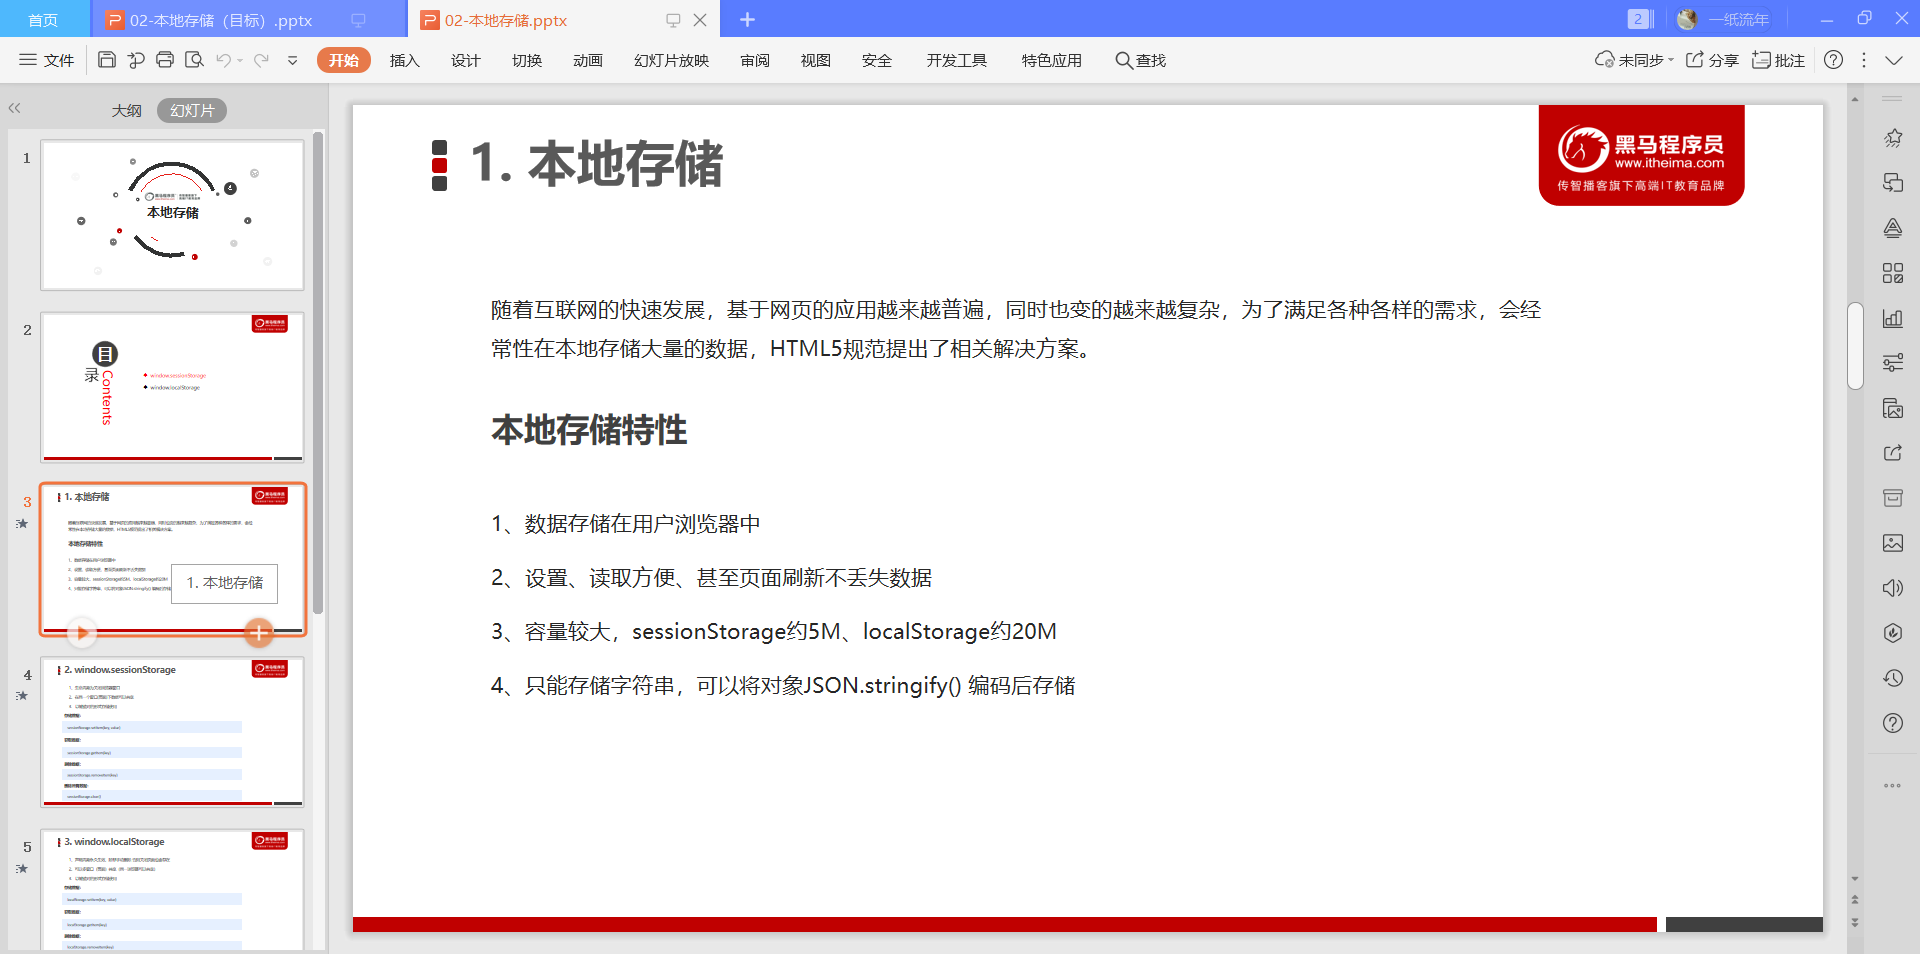 首页
02-本地存储（目标）.pptx
02-本地存储.pptx
2
一纸流年
文件
开始
插入
设计
切换
动画
幻灯片放映
审阅
视图
安全
开发工具
特色应用
查找
未同步
分享
批注
大纲
幻灯片
1
本地存储
2
目录
Contents
window.sessionStorage
window.localStorage
3
1. 本地存储
本地存储特性
1. 本地存储
4
2. window.sessionStorage
5
3. window.localStorage
1. 本地存储
黑马程序员
www.itheima.com
传智播客旗下高端IT教育品牌
随着互联网的快速发展，基于网页的应用越来越普遍，同时也变的越来越复杂，为了满足各种各样的需求，会经
常性在本地存储大量的数据，HTML5规范提出了相关解决方案。
本地存储特性
1、数据存储在用户浏览器中
2、设置、读取方便、甚至页面刷新不丢失数据
3、容量较大，sessionStorage约5M、localStorage约20M
4、只能存储字符串，可以将对象JSON.stringify() 编码后存储